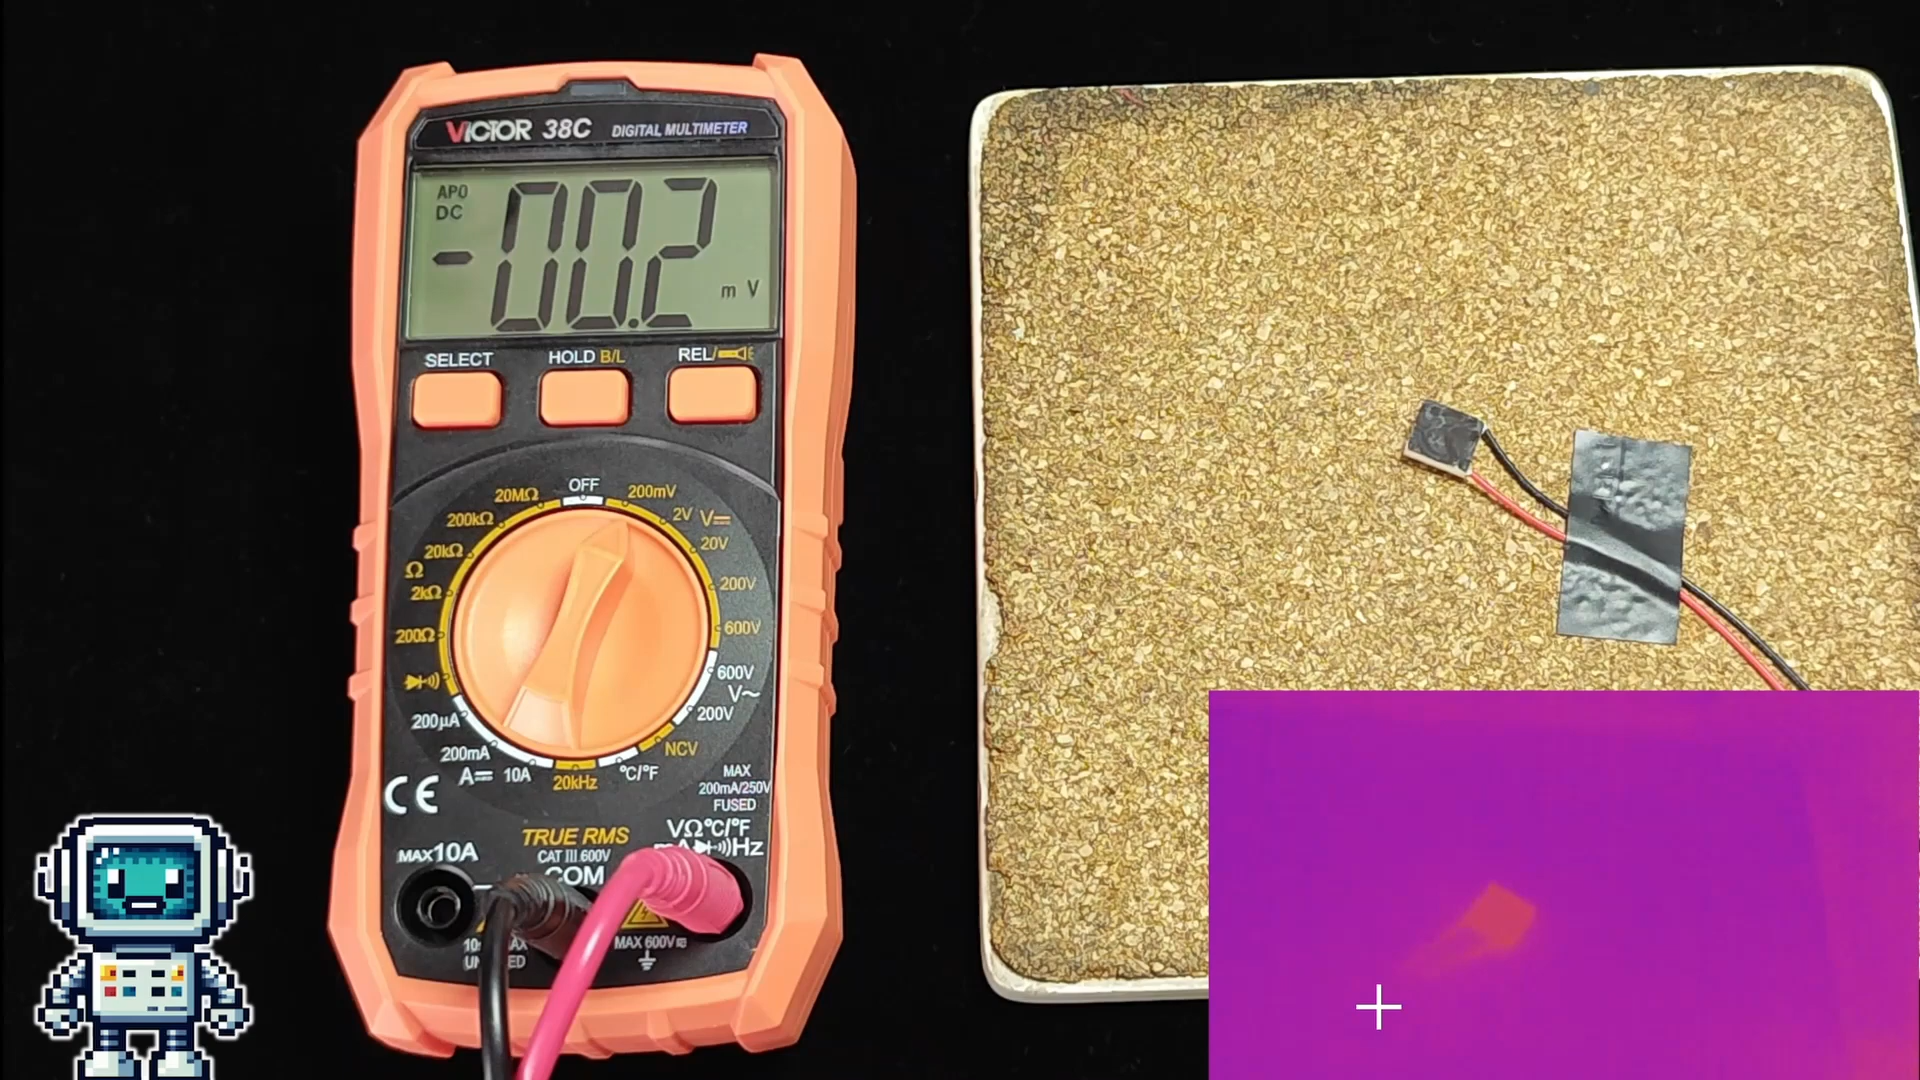 VICTOR 38C DIGITAL MULTIMETER
APO
DC
-00.2
m V
SELECT HOLD B/L REL/
OFF
20MΩ 200mV
200kΩ 2V V⎓
20kΩ 20V
Ω
2kΩ 200V
200Ω 600V
600V
V~
200µA 200V
200mA NCV
A⎓ 10A 20kHz °C/°F
CE
MAX
200mA/250V
FUSED
TRUE RMS
CAT III 600V
MAX10A COM VΩ°C/°F
Hz
MAX 600V